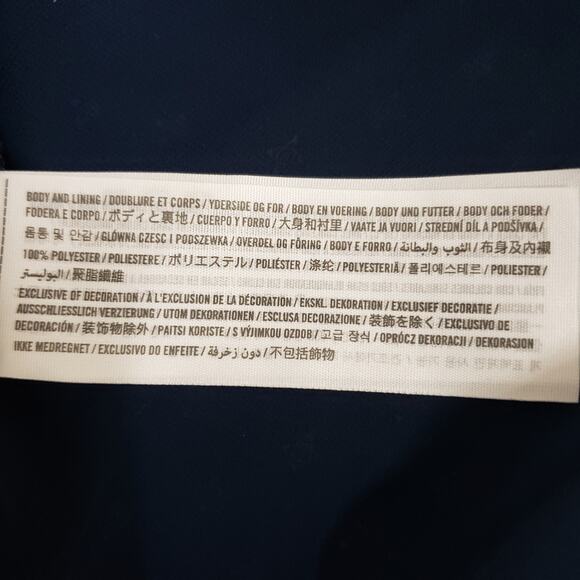 BODY AND LINING / DOUBLURE ET CORPS / YDERSIDE OG FOR / BODY EN VOERING / BODY UND FUTTER / BODY OCH FODER /
FODERA E CORPO / ボディと裏地 / CUERPO Y FORRO / 大身和衬里 / VAATE JA VUORI / STREDNÍ DÍL A PODŠÍVKA /
몸통 및 안감 / GŁÓWNA CZĘŚĆ I PODSZEWKA / OVERDEL OG FÔRING / BODY E FORRO / الثوب والبطانة / 布身及內襯
100% POLYESTER / POLIESTERE / ポリエステル / POLIÉSTER / 涤纶 / POLYESTERIÄ / 폴리에스테르 / POLIESTER /
البوليستر / 聚脂纖維
EXCLUSIVE OF DECORATION / À L'EXCLUSION DE LA DÉCORATION / EKSKL. DEKORATION / EXCLUSIEF DECORATIE /
AUSSCHLIESSLICH VERZIERUNG / UTOM DEKORATIONEN / ESCLUSA DECORAZIONE / 装飾を除く / EXCLUSIVO DE
DECORACIÓN / 装饰物除外 / PAITSI KORISTE / S VÝJIMKOU OZDOB / 고급 장식 / OPRÓCZ DEKORACJI / DEKORASJON
IKKE MEDREGNET / EXCLUSIVO DO ENFEITE / دون زخرفة / 不包括飾物